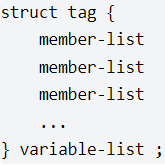 struct tag {
    member-list
    member-list
    member-list
    ...
} variable-list ;